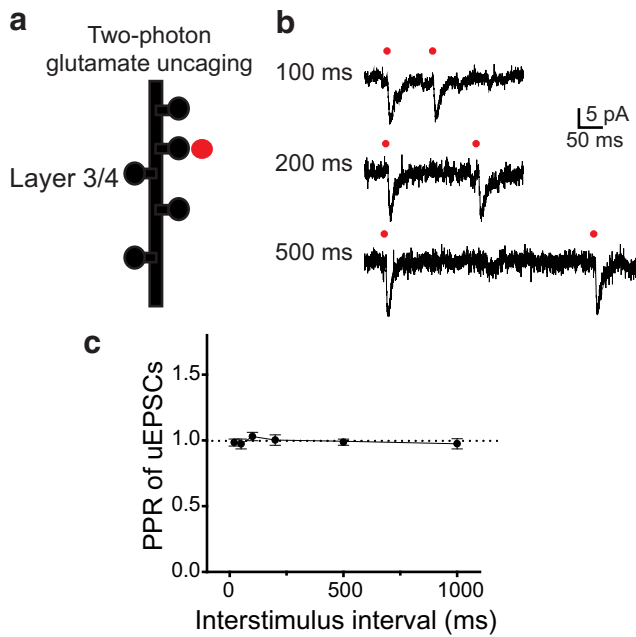 a
Two-photon
glutamate uncaging
Layer 3/4
b
100 ms
200 ms
500 ms
5 pA
50 ms
c
PPR of uEPSCs
1.5
1.0
0.5
0.0
0
500
1000
Interstimulus interval (ms)